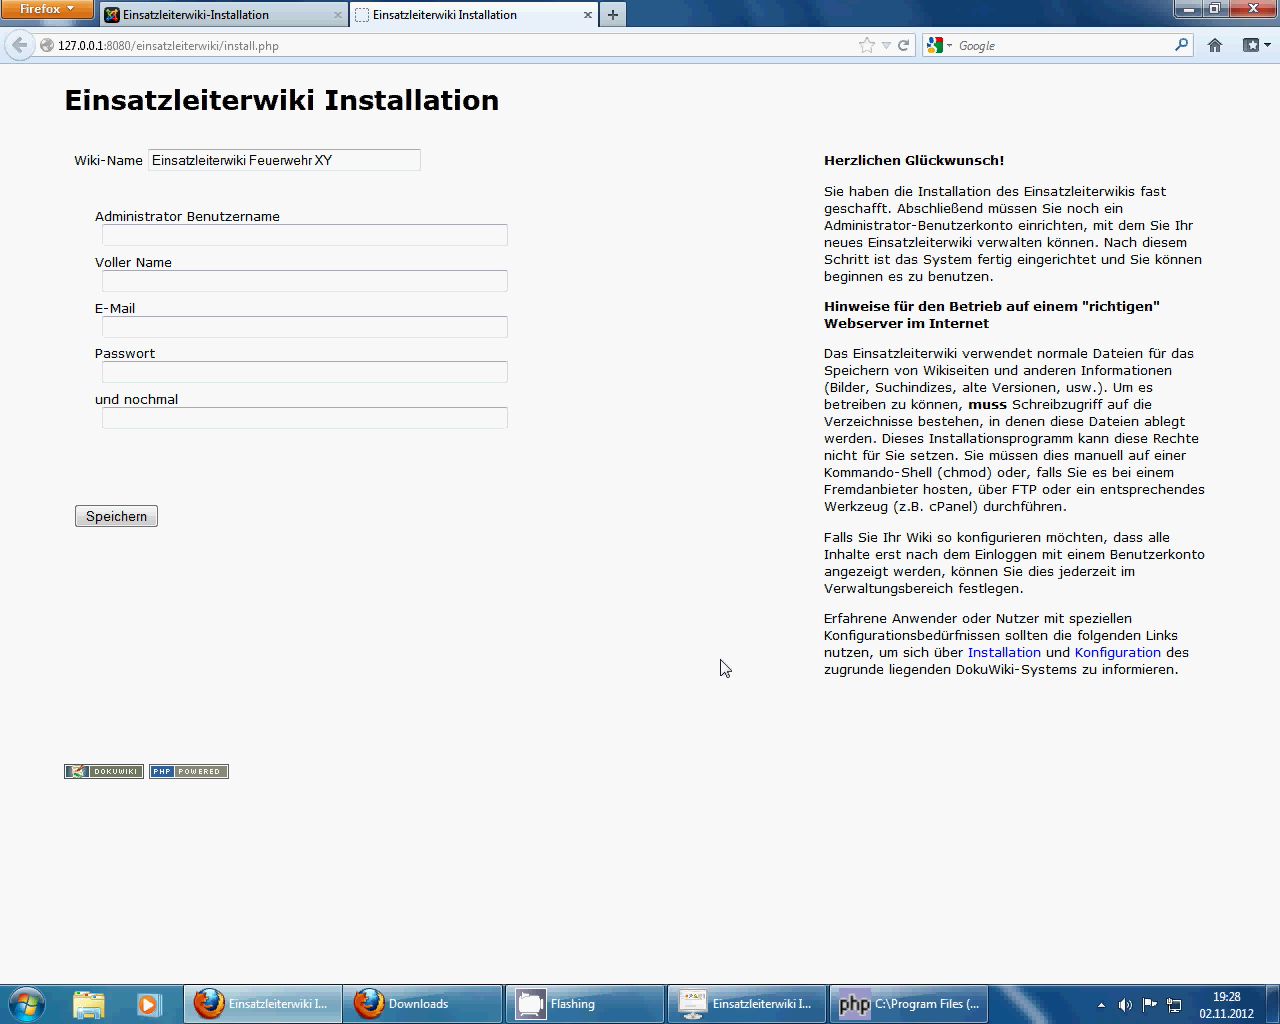 Firefox
Einsatzleiterwiki-Installation
Einsatzleiterwiki Installation
127.0.0.1:8080/einsatzleiterwiki/install.php
Google
Einsatzleiterwiki Installation
Wiki-Name
Einsatzleiterwiki Feuerwehr XY
Administrator Benutzername
Voller Name
E-Mail
Passwort
und nochmal
Speichern
Herzlichen Glückwunsch!
Sie haben die Installation des Einsatzleiterwikis fast
geschafft. Abschließend müssen Sie noch ein
Administrator-Benutzerkonto einrichten, mit dem Sie Ihr
neues Einsatzleiterwiki verwalten können. Nach diesem
Schritt ist das System fertig eingerichtet und Sie können
beginnen es zu benutzen.
Hinweise für den Betrieb auf einem "richtigen"
Webserver im Internet
Das Einsatzleiterwiki verwendet normale Dateien für das
Speichern von Wikiseiten und anderen Informationen
(Bilder, Suchindizes, alte Versionen, usw.). Um es
betreiben zu können, muss Schreibzugriff auf die
Verzeichnisse bestehen, in denen diese Dateien ablegt
werden. Dieses Installationsprogramm kann diese Rechte
nicht für Sie setzen. Sie müssen dies manuell auf einer
Kommando-Shell (chmod) oder, falls Sie es bei einem
Fremdanbieter hosten, über FTP oder ein entsprechendes
Werkzeug (z.B. cPanel) durchführen.
Falls Sie Ihr Wiki so konfigurieren möchten, dass alle
Inhalte erst nach dem Einloggen mit einem Benutzerkonto
angezeigt werden, können Sie dies jederzeit im
Verwaltungsbereich festlegen.
Erfahrene Anwender oder Nutzer mit speziellen
Konfigurationsbedürfnissen sollten die folgenden Links
nutzen, um sich über Installation und Konfiguration des
zugrunde liegenden DokuWiki-Systems zu informieren.
DOKUWIKI
PHP POWERED
Einsatzleiterwiki I...
Downloads
Flashing
Einsatzleiterwiki I...
php
C:\Program Files (...
19:28
02.11.2012